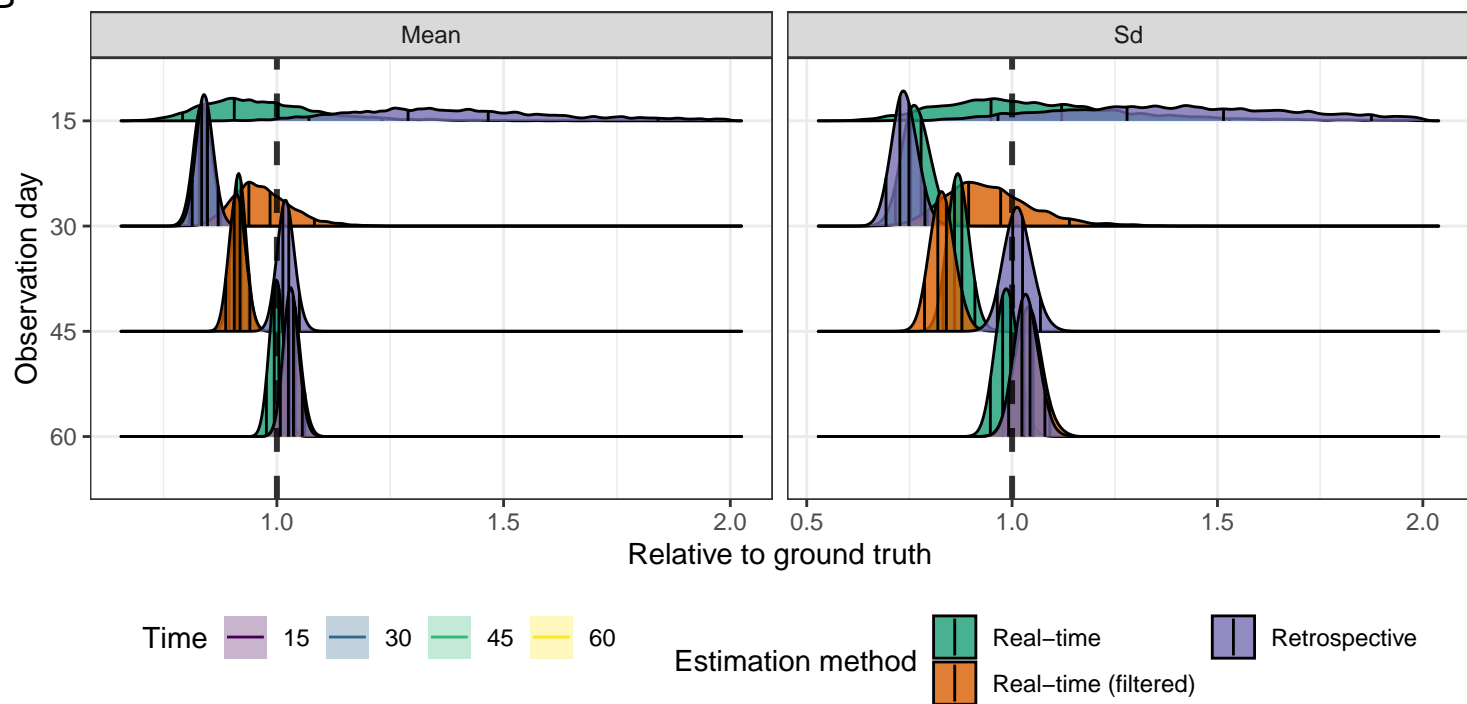 Mean Sd
15
30
45
60
Observation day
1.0 1.5 2.0 0.5 1.0 1.5 2.0
Relative to ground truth
Time 15 30 45 60
Estimation method
Real−time Retrospective
Real−time (filtered)